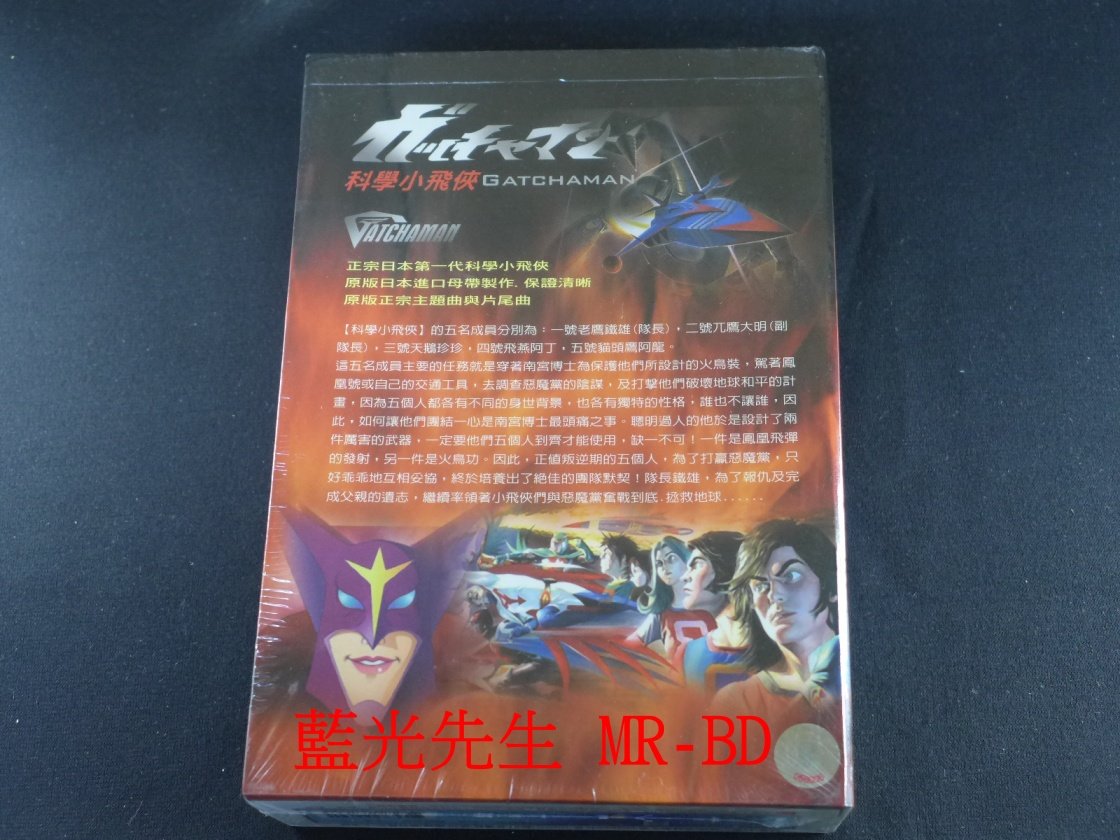 ガッチャマン
科學小飛俠GATCHAMAN
GATCHAMAN
正宗日本第一代科學小飛俠
原版日本進口母帶製作.保證清晰
原版正宗主題曲與片尾曲
【科學小飛俠】的五名成員分別為：一號老鷹鐵雄(隊長)，二號兀鷹大明(副
隊長)，三號天鵝珍珍，四號飛燕阿丁，五號貓頭鷹阿龍。
這五名成員主要的任務就是穿著南宮博士為保護他們所設計的火鳥裝，駕著鳳
凰號或自己的交通工具，去調查惡魔黨的陰謀，及打擊他們破壞地球和平的計
畫，因為五個人都各有不同的身世背景，也各有獨特的性格，誰也不讓誰，因
此，如何讓他們團結一心是南宮博士最頭痛之事。聰明過人的他於是設計了兩
件厲害的武器，一定要他們五個人到齊才能使用，缺一不可！一件是鳳凰飛彈
的發射，另一件是火鳥功。因此，正值叛逆期的五個人，為了打贏惡魔黨，只
好乖乖地互相妥協，終於培養出了絕佳的團隊默契！隊長鐵雄，為了報仇及完
成父親的遺志，繼續率領著小飛俠們與惡魔黨奮戰到底.拯救地球......
藍光先生 MR-BD